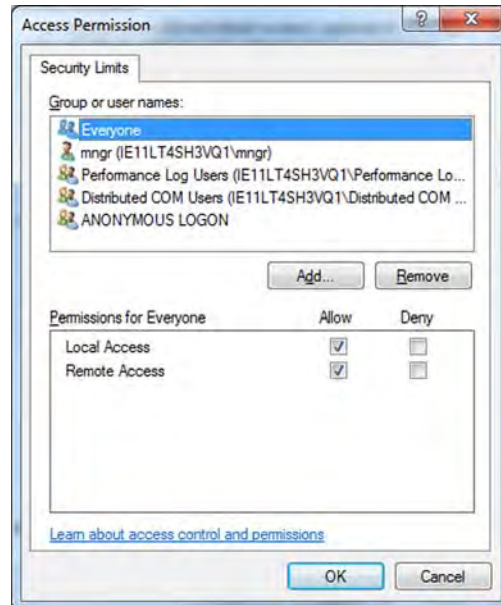 Access Permission
Security Limits
Group or user names:
Everyone
mngr (IE11LT4SH3VQ1\mngr)
Performance Log Users (IE11LT4SH3VQ1\Performance Lo...
Distributed COM Users (IE11LT4SH3VQ1\Distributed COM ...
ANONYMOUS LOGON
Add... Remove
Permissions for Everyone Allow Deny
Local Access
Remote Access
Learn about access control and permissions
OK Cancel